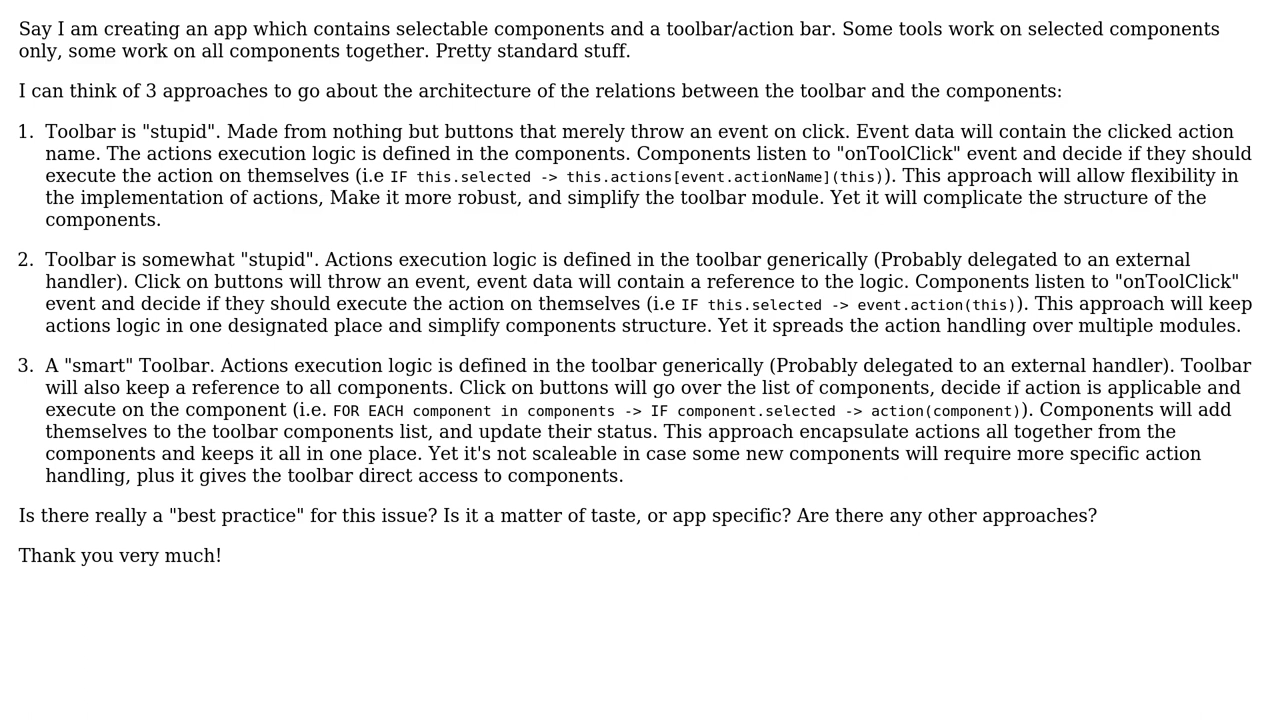 Say I am creating an app which contains selectable components and a toolbar/action bar. Some tools work on selected components
only, some work on all components together. Pretty standard stuff.
I can think of 3 approaches to go about the architecture of the relations between the toolbar and the components:
1. Toolbar is "stupid". Made from nothing but buttons that merely throw an event on click. Event data will contain the clicked action
name. The actions execution logic is defined in the components. Components listen to "onToolClick" event and decide if they should
execute the action on themselves (i.e IF this.selected -> this.actions[event.actionName](this)). This approach will allow flexibility in
the implementation of actions, Make it more robust, and simplify the toolbar module. Yet it will complicate the structure of the
components.
2. Toolbar is somewhat "stupid". Actions execution logic is defined in the toolbar generically (Probably delegated to an external
handler). Click on buttons will throw an event, event data will contain a reference to the logic. Components listen to "onToolClick"
event and decide if they should execute the action on themselves (i.e IF this.selected -> event.action(this)). This approach will keep
actions logic in one designated place and simplify components structure. Yet it spreads the action handling over multiple modules.
3. A "smart" Toolbar. Actions execution logic is defined in the toolbar generically (Probably delegated to an external handler). Toolbar
will also keep a reference to all components. Click on buttons will go over the list of components, decide if action is applicable and
execute on the component (i.e. FOR EACH component in components -> IF component.selected -> action(component)). Components will add
themselves to the toolbar components list, and update their status. This approach encapsulate actions all together from the
components and keeps it all in one place. Yet it's not scaleable in case some new components will require more specific action
handling, plus it gives the toolbar direct access to components.
Is there really a "best practice" for this issue? Is it a matter of taste, or app specific? Are there any other approaches?
Thank you very much!